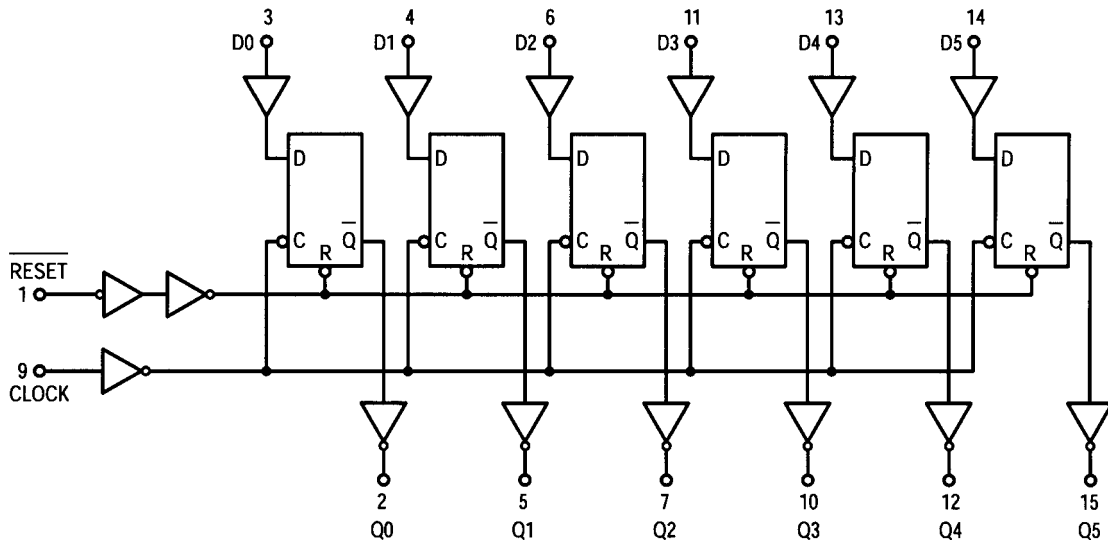 3 4 6 11 13 14
D0 D1 D2 D3 D4 D5
D D D D D D
C Q̅ C Q̅ C Q̅ C Q̅ C Q̅ C Q̅
R R R R R R
R̅E̅S̅E̅T̅
1
9
CLOCK
2 5 7 10 12 15
Q0 Q1 Q2 Q3 Q4 Q5